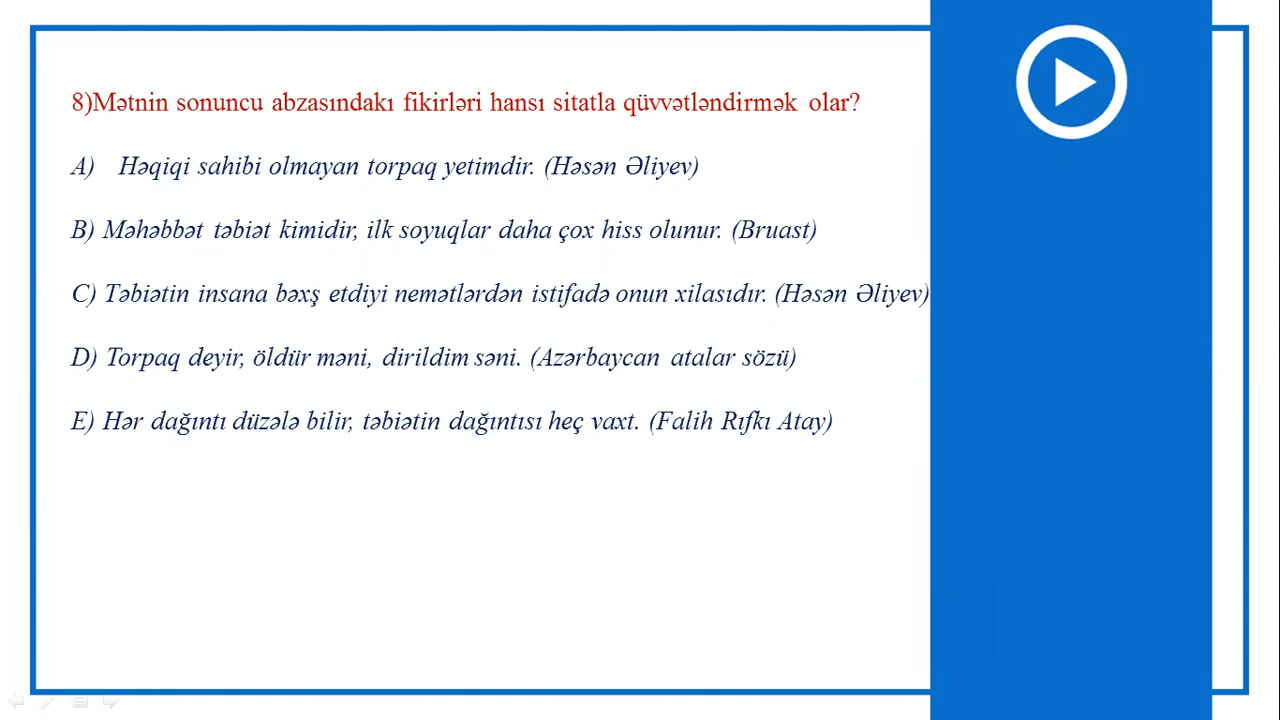 8)Mətnin sonuncu abzasındakı fikirləri hansı sitatla qüvvətləndirmək olar?
A) Həqiqi sahibi olmayan torpaq yetimdir. (Həsən Əliyev)
B) Məhəbbət təbiət kimidir, ilk soyuqlar daha çox hiss olunur. (Bruast)
C) Təbiətin insana bəxş etdiyi nemətlərdən istifadə onun xilasıdır. (Həsən Əliyev)
D) Torpaq deyir, öldür məni, dirildim səni. (Azərbaycan atalar sözü)
E) Hər dağıntı düzələ bilir, təbiətin dağıntısı heç vaxt. (Falih Rıfkı Atay)